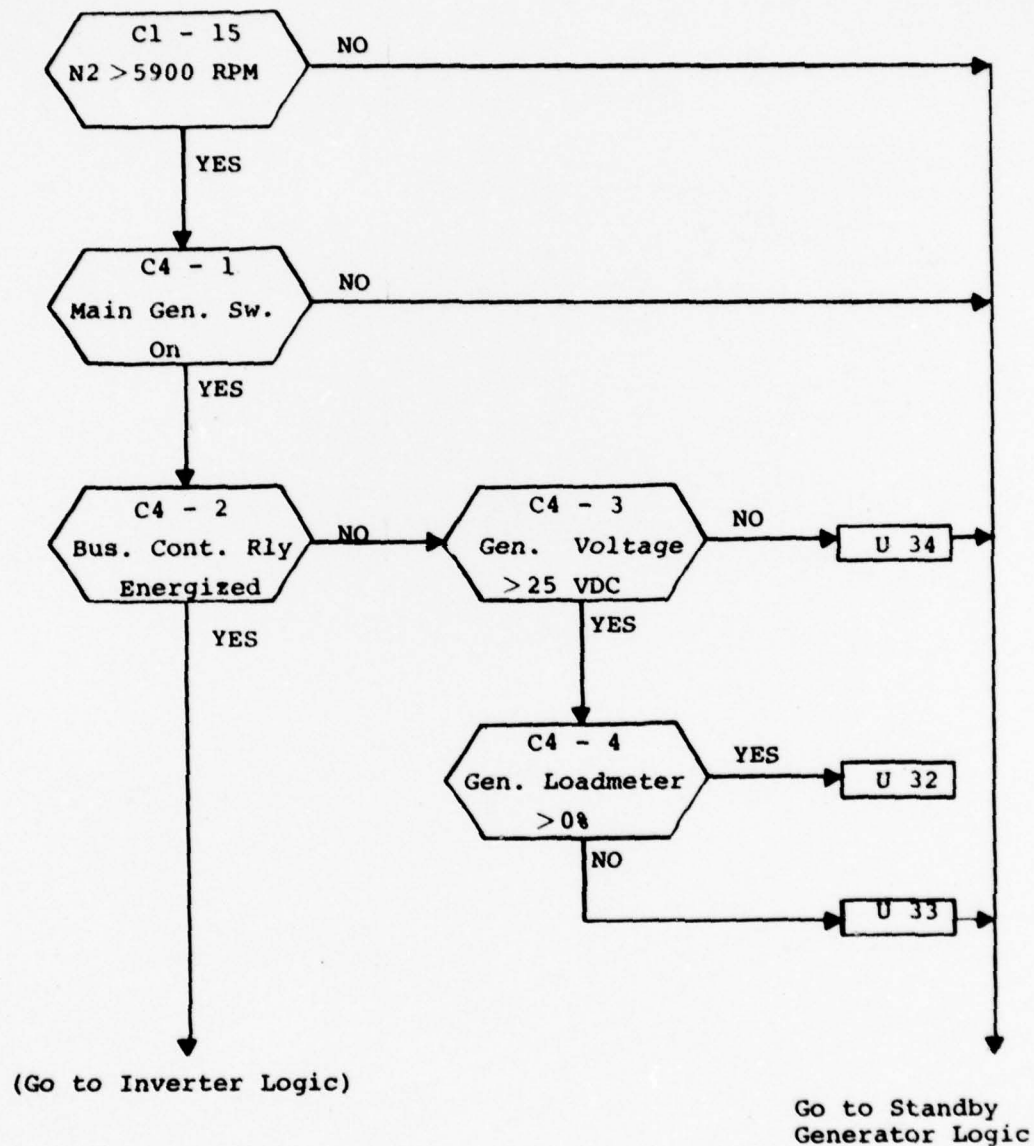 C1 - 15
N2 > 5900 RPM
NO
YES
C4 - 1
Main Gen. Sw.
On
NO
YES
C4 - 2
Bus. Cont. Rly
Energized
NO
YES
C4 - 3
Gen. Voltage
> 25 VDC
NO
U 34
YES
C4 - 4
Gen. Loadmeter
> 0%
YES
U 32
NO
U 33
(Go to Inverter Logic)
Go to Standby
Generator Logic